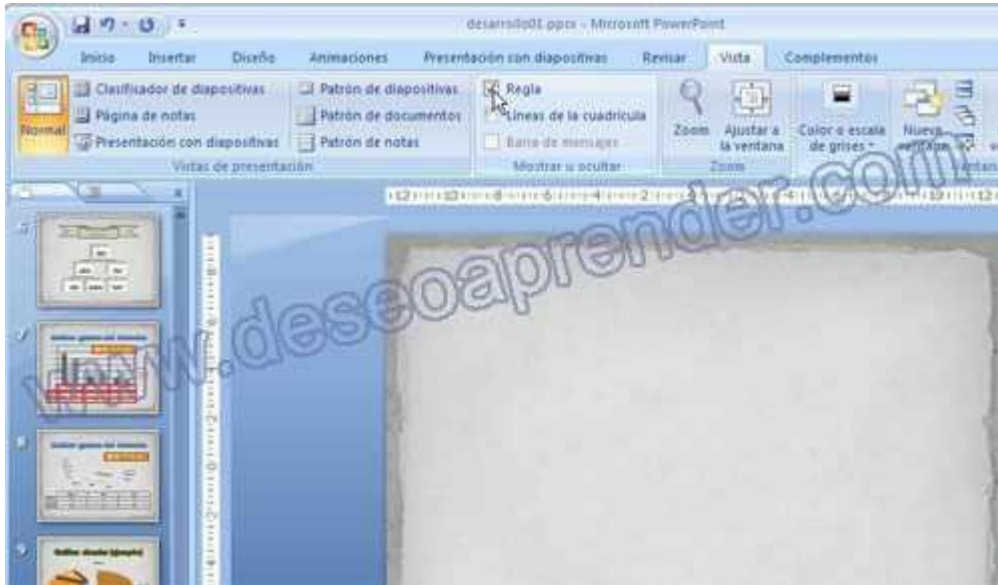 desarrollo01.pptx - Microsoft PowerPoint
Inicio Insertar Diseño Animaciones Presentación con diapositivas Revisar Vista Complementos
Normal
Clasificador de diapositivas
Página de notas
Presentación con diapositivas
Patrón de diapositivas
Patrón de documentos
Patrón de notas
Vistas de presentación
Regla
Líneas de la cuadrícula
Barra de mensajes
Mostrar u ocultar
Zoom
Ajustar a
la ventana
Zoom
Color o escala
de grises
Nueva
ventana
www.deseoaprender.com